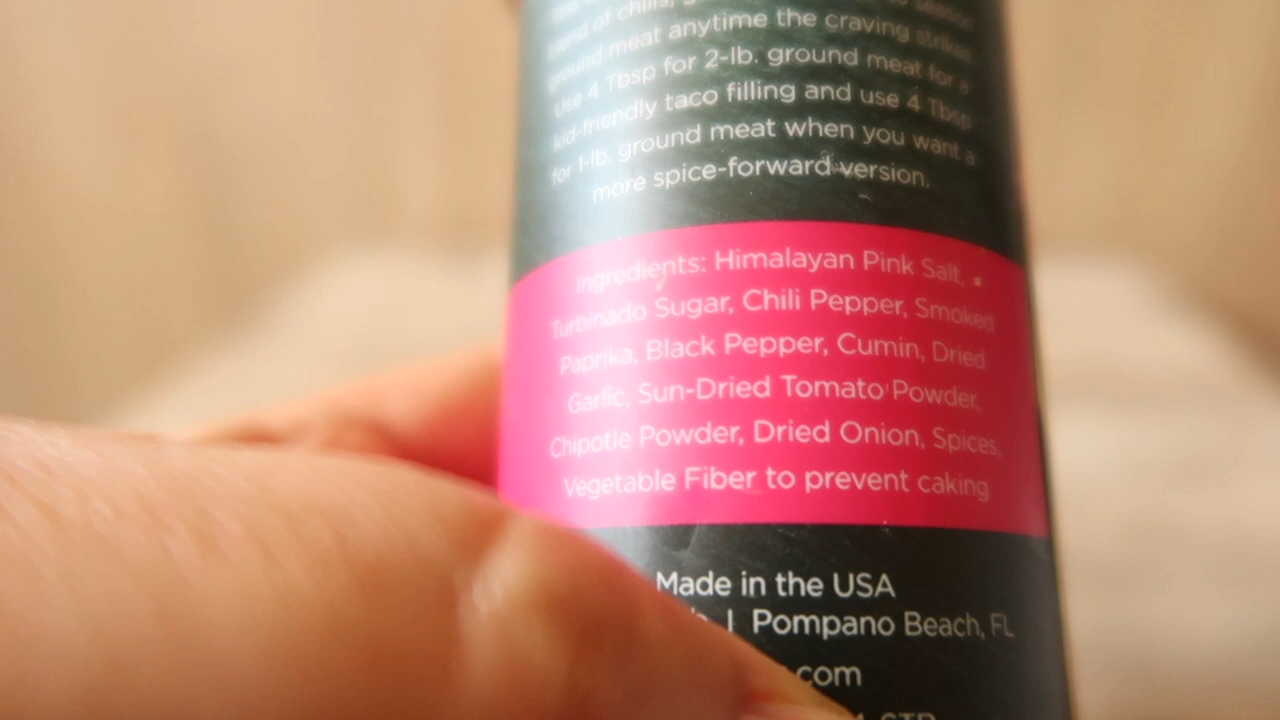 blend of chills,
ground meat anytime the craving strikes.
Use 4 Tbsp for 2-lb. ground meat for a
kid-friendly taco filling and use 4 Tbsp
for 1-lb. ground meat when you want a
more spice-forward version.
Ingredients: Himalayan Pink Salt,
Turbinado Sugar, Chili Pepper, Smoked
Paprika, Black Pepper, Cumin, Dried
Garlic, Sun-Dried Tomato Powder,
Chipotle Powder, Dried Onion, Spices,
Vegetable Fiber to prevent caking
Made in the USA
| Pompano Beach, FL
.com